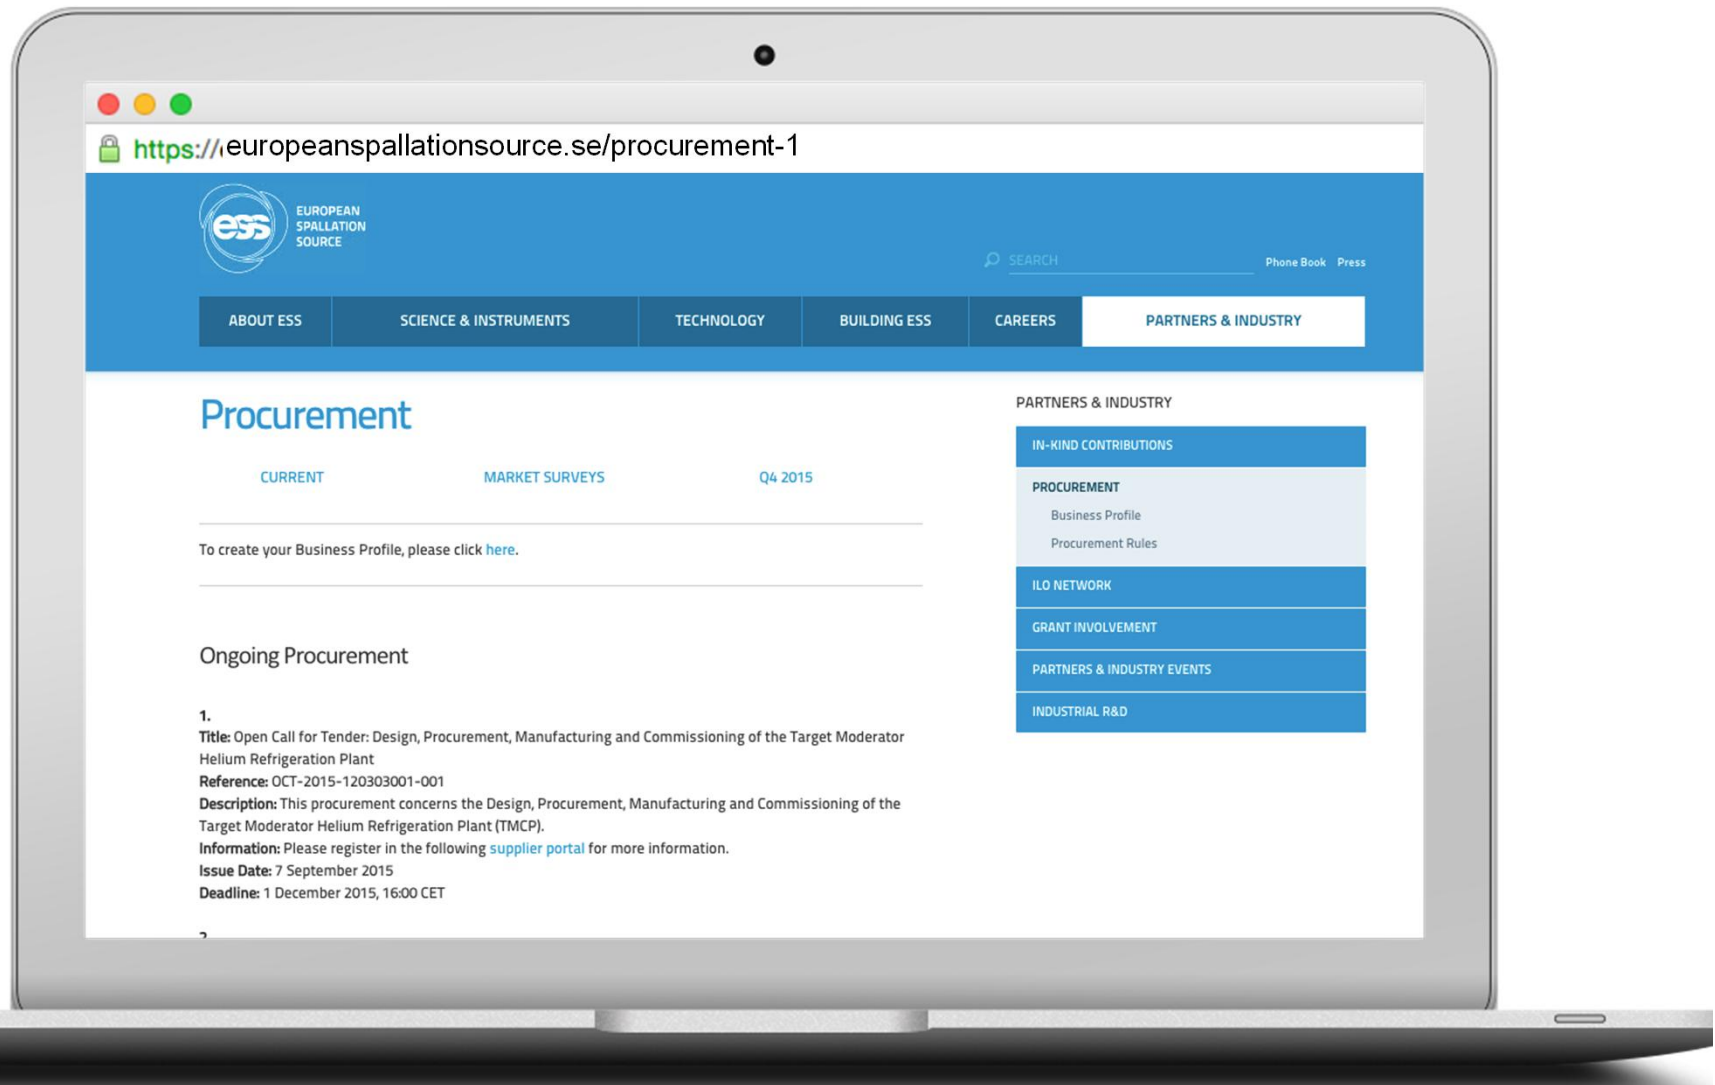 https://europeanspallationsource.se/procurement-1
ess
EUROPEAN
SPALLATION
SOURCE
SEARCH
Phone Book Press
ABOUT ESS SCIENCE & INSTRUMENTS TECHNOLOGY BUILDING ESS CAREERS PARTNERS & INDUSTRY
Procurement
CURRENT MARKET SURVEYS Q4 2015
To create your Business Profile, please click here.
Ongoing Procurement
1.
Title: Open Call for Tender: Design, Procurement, Manufacturing and Commissioning of the Target Moderator
Helium Refrigeration Plant
Reference: OCT-2015-120303001-001
Description: This procurement concerns the Design, Procurement, Manufacturing and Commissioning of the
Target Moderator Helium Refrigeration Plant (TMCP).
Information: Please register in the following supplier portal for more information.
Issue Date: 7 September 2015
Deadline: 1 December 2015, 16:00 CET
PARTNERS & INDUSTRY
IN-KIND CONTRIBUTIONS
PROCUREMENT
Business Profile
Procurement Rules
ILO NETWORK
GRANT INVOLVEMENT
PARTNERS & INDUSTRY EVENTS
INDUSTRIAL R&D